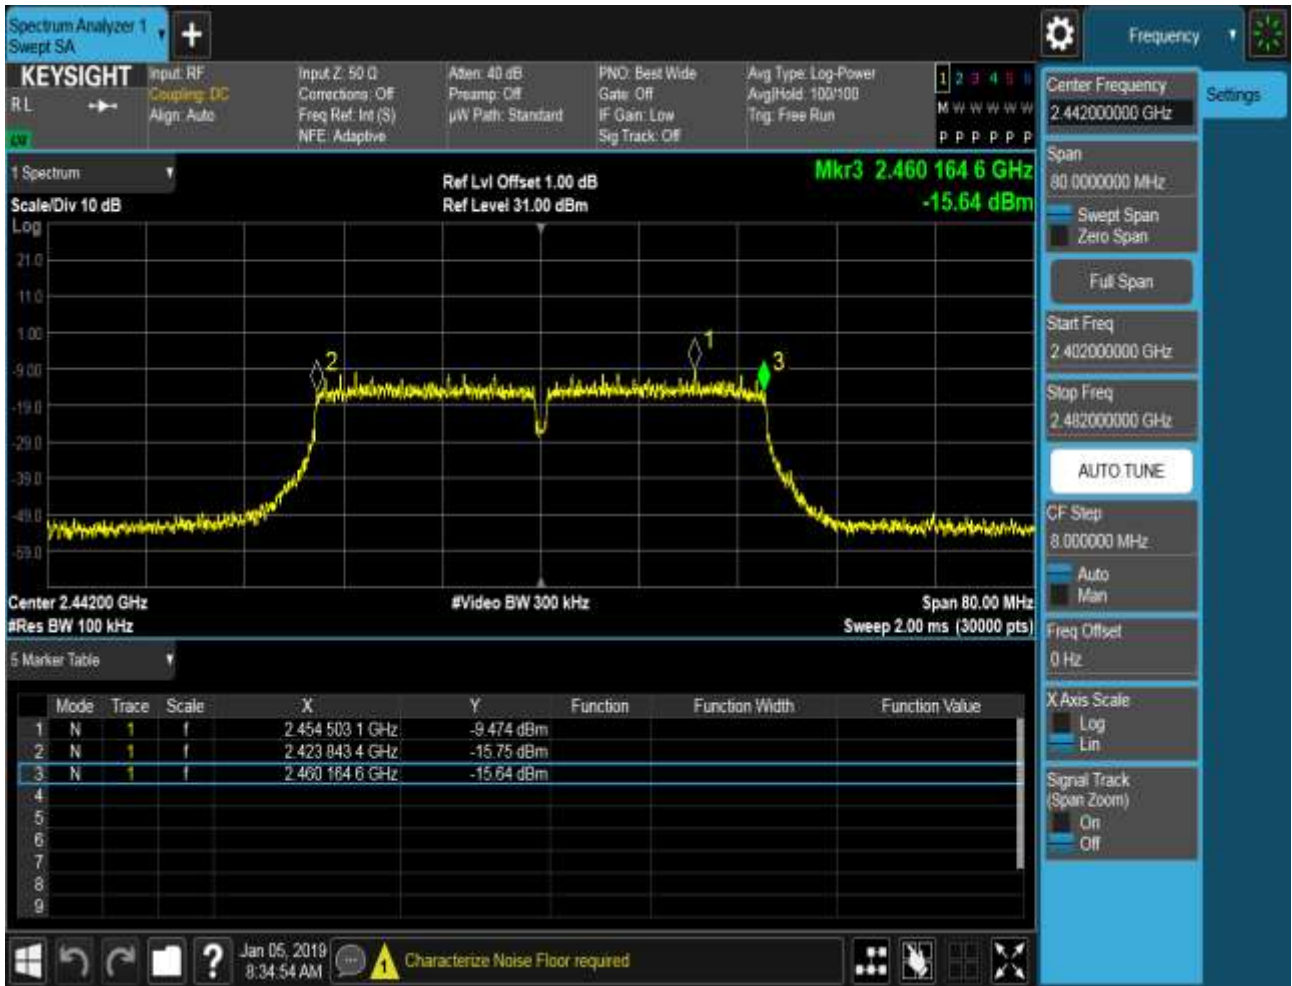 Spectrum Analyzer 1
Swept SA
+
Frequency
KEYSIGHT
RL
LXI
Input: RF
Coupling: DC
Align: Auto
Input Z: 50 Ω
Corrections: Off
Freq Ref: Int (S)
NFE: Adaptive
Atten: 40 dB
Preamp: Off
µW Path: Standard
PNO: Best Wide
Gate: Off
IF Gain: Low
Sig Track: Off
Avg Type: Log-Power
Avg|Hold: 100/100
Trig: Free Run
1 2 3 4 5 6
M W W W W W
P P P P P P
1 Spectrum
Scale/Div 10 dB
Ref Lvl Offset 1.00 dB
Ref Level 31.00 dBm
Mkr3 2.460 164 6 GHz
-15.64 dBm
Log
21.0
11.0
1.00
-9.00
-19.0
-29.0
-39.0
-49.0
-59.0
2
1
3
Center 2.44200 GHz
#Video BW 300 kHz
Span 80.00 MHz
#Res BW 100 kHz
Sweep 2.00 ms (30000 pts)
5 Marker Table
Mode Trace Scale X Y Function Function Width Function Value
1 N 1 f 2.454 503 1 GHz -9.474 dBm
2 N 1 f 2.423 843 4 GHz -15.75 dBm
3 N 1 f 2.460 164 6 GHz -15.64 dBm
4
5
6
7
8
9
Center Frequency
2.442000000 GHz
Settings
Span
80.0000000 MHz
Swept Span
Zero Span
Full Span
Start Freq
2.402000000 GHz
Stop Freq
2.482000000 GHz
AUTO TUNE
CF Step
8.000000 MHz
Auto
Man
Freq Offset
0 Hz
X Axis Scale
Log
Lin
Signal Track
(Span Zoom)
On
Off
?
Jan 05, 2019
8:34:54 AM
1
Characterize Noise Floor required